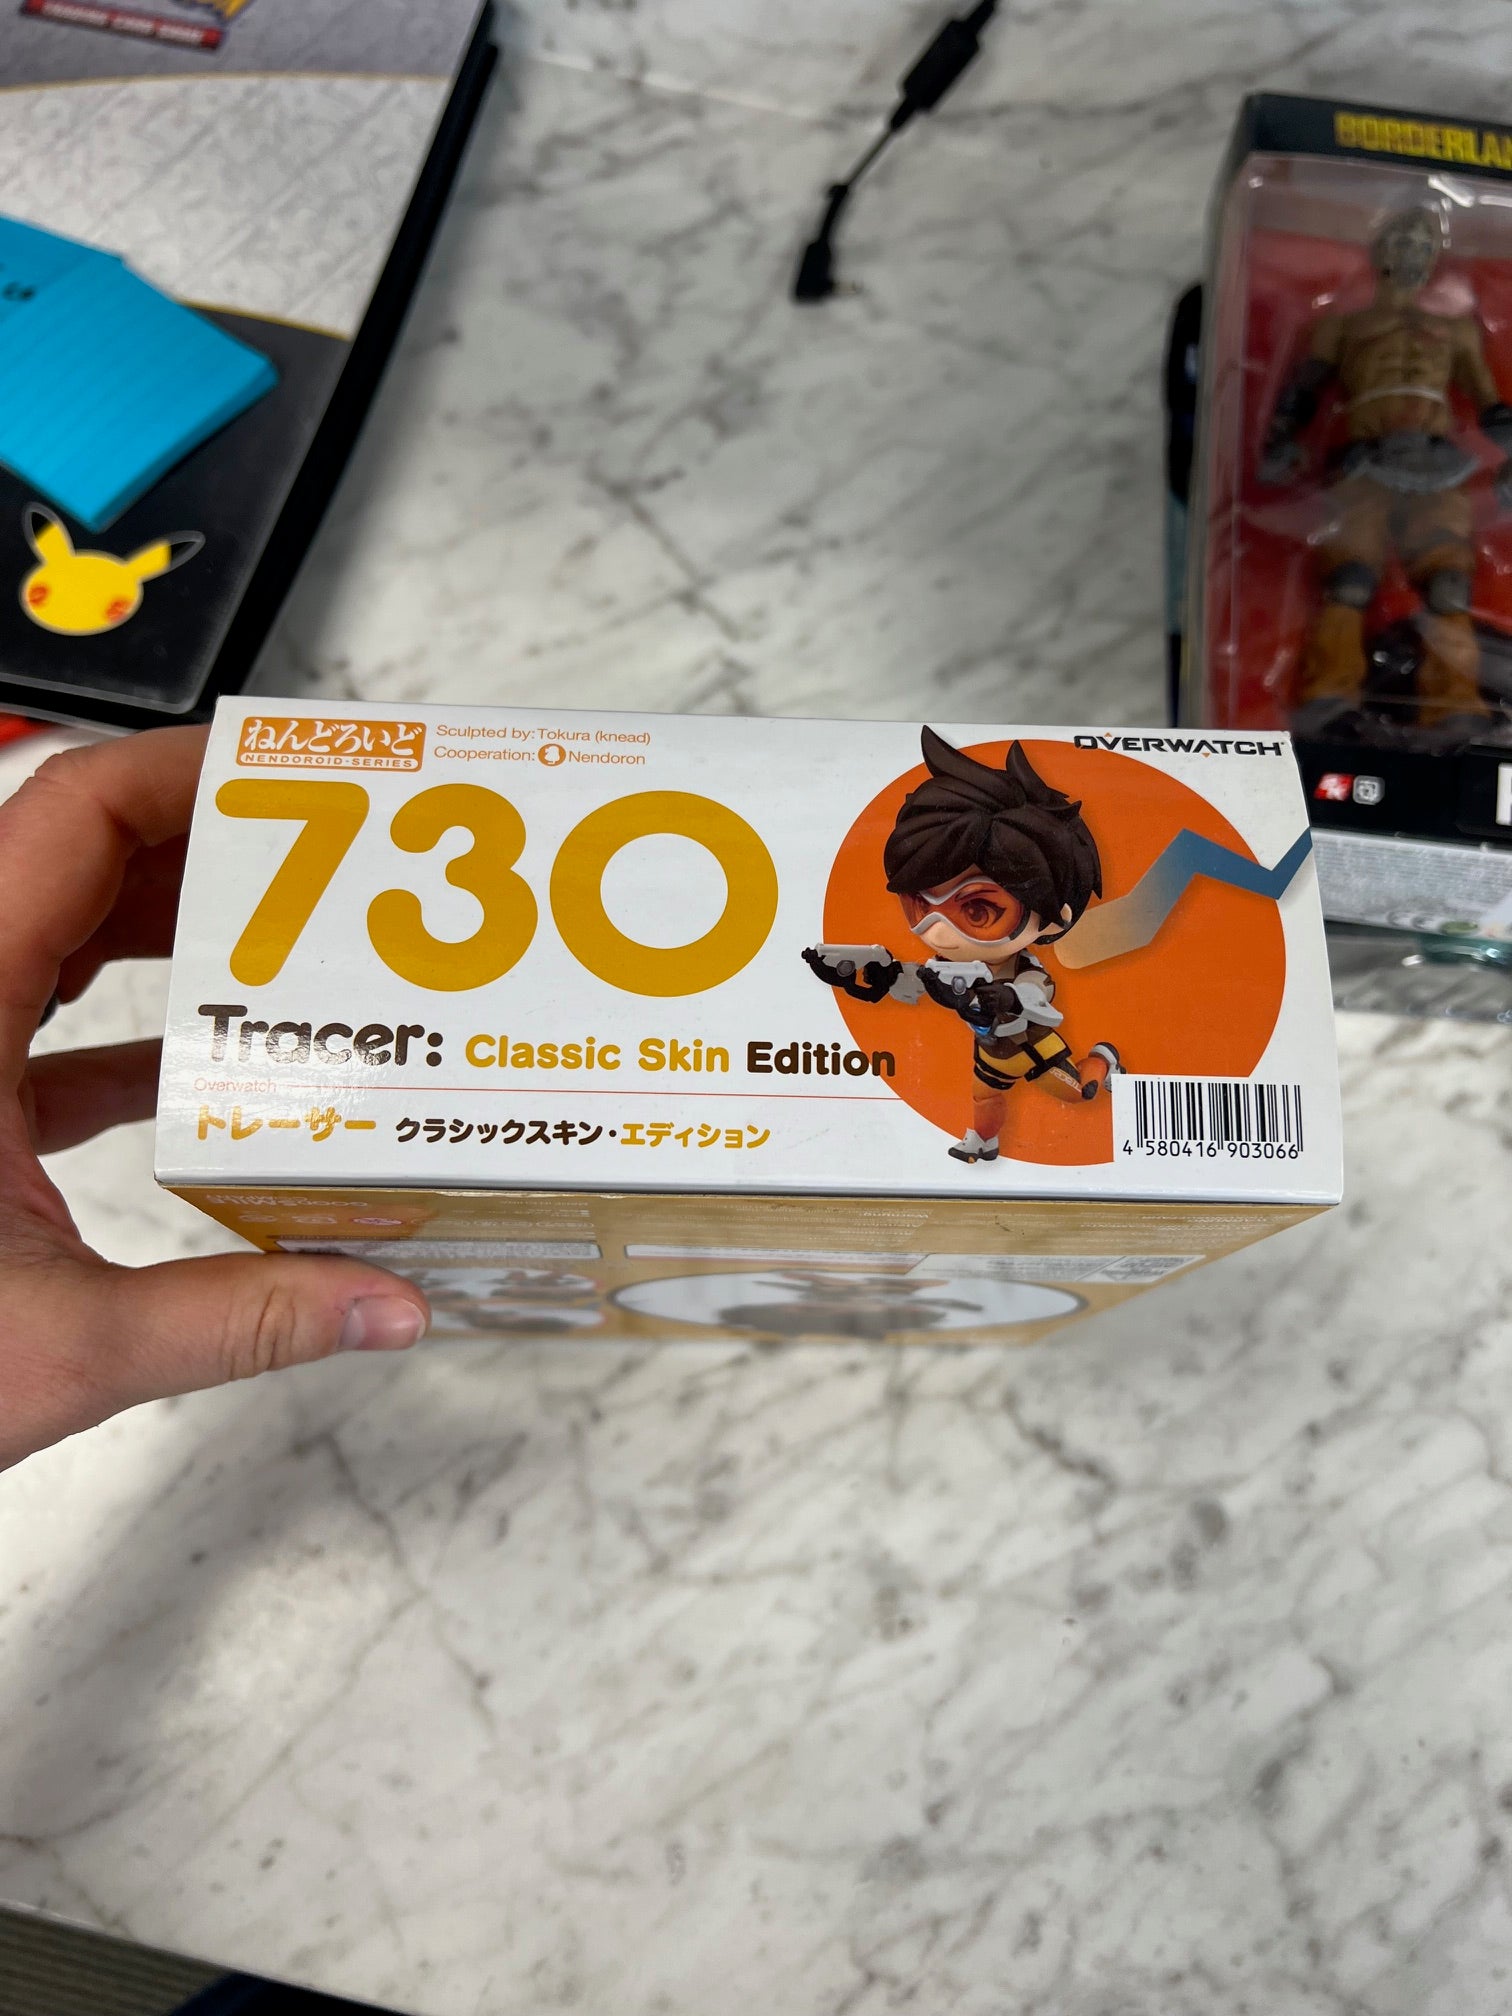 BORDERLAN
2K
ねんどろいど
NENDOROID·SERIES
Sculpted by: Tokura (knead)
Cooperation: Nendoron
OVERWATCH
730
Tracer: Classic Skin Edition
Overwatch
トレーサー クラシックスキン・エディション
4 580416 903066